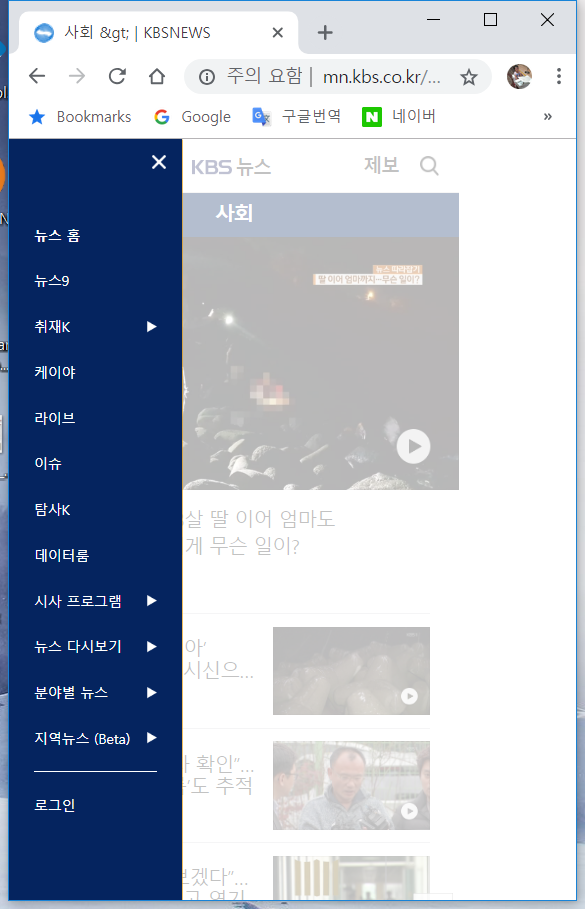 사회 &gt; | KBSNEWS
주의 요함 | mn.kbs.co.kr/...
Bookmarks Google 구글번역 네이버 »
KBS 뉴스 제보
사회
뉴스 따라잡기
딸 이어 엄마까지…무슨 일이?
뉴스 홈
뉴스9
취재K
케이야
라이브
이슈
탐사K
데이터룸
시사 프로그램
뉴스 다시보기
분야별 뉴스
지역뉴스 (Beta)
로그인
살 딸 이어 엄마도
게 무슨 일이?
아’
시신으...
확인”...
도 추적
겠다”...